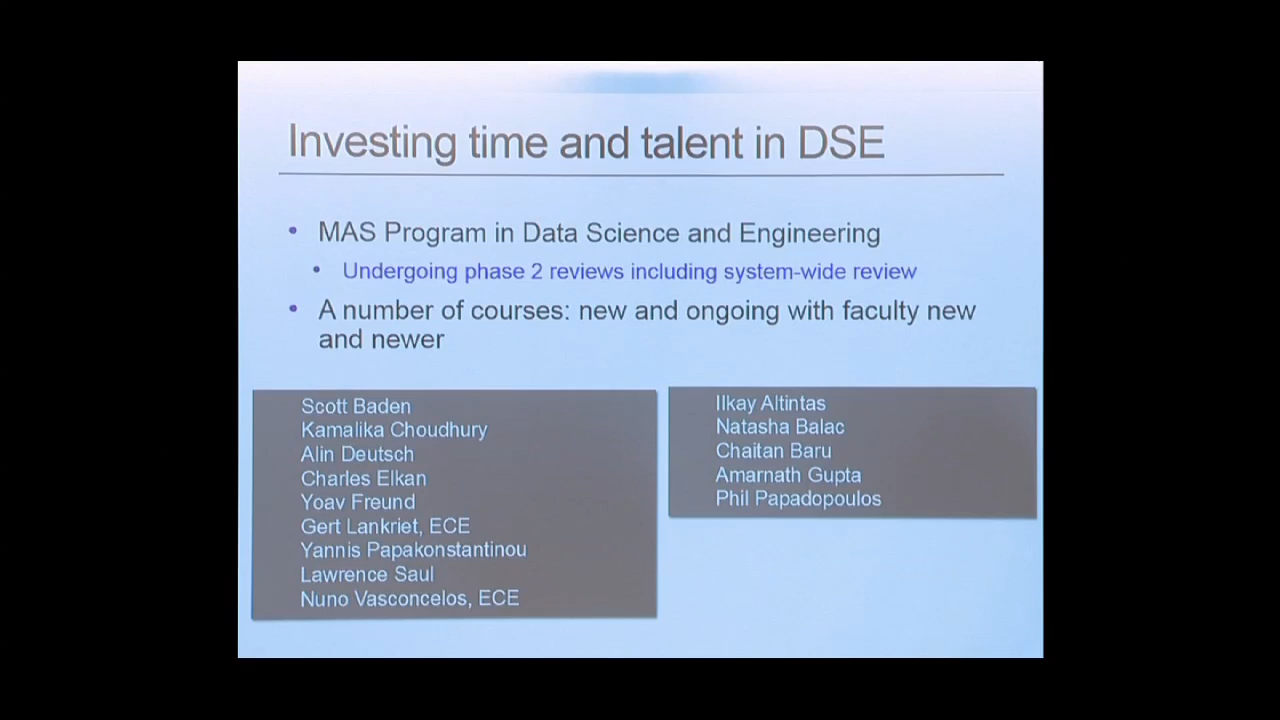 Investing time and talent in DSE
• MAS Program in Data Science and Engineering
• Undergoing phase 2 reviews including system-wide review
• A number of courses: new and ongoing with faculty new
and newer
Scott Baden
Kamalika Choudhury
Alin Deutsch
Charles Elkan
Yoav Freund
Gert Lankriet, ECE
Yannis Papakonstantinou
Lawrence Saul
Nuno Vasconcelos, ECE
Ilkay Altintas
Natasha Balac
Chaitan Baru
Amarnath Gupta
Phil Papadopoulos